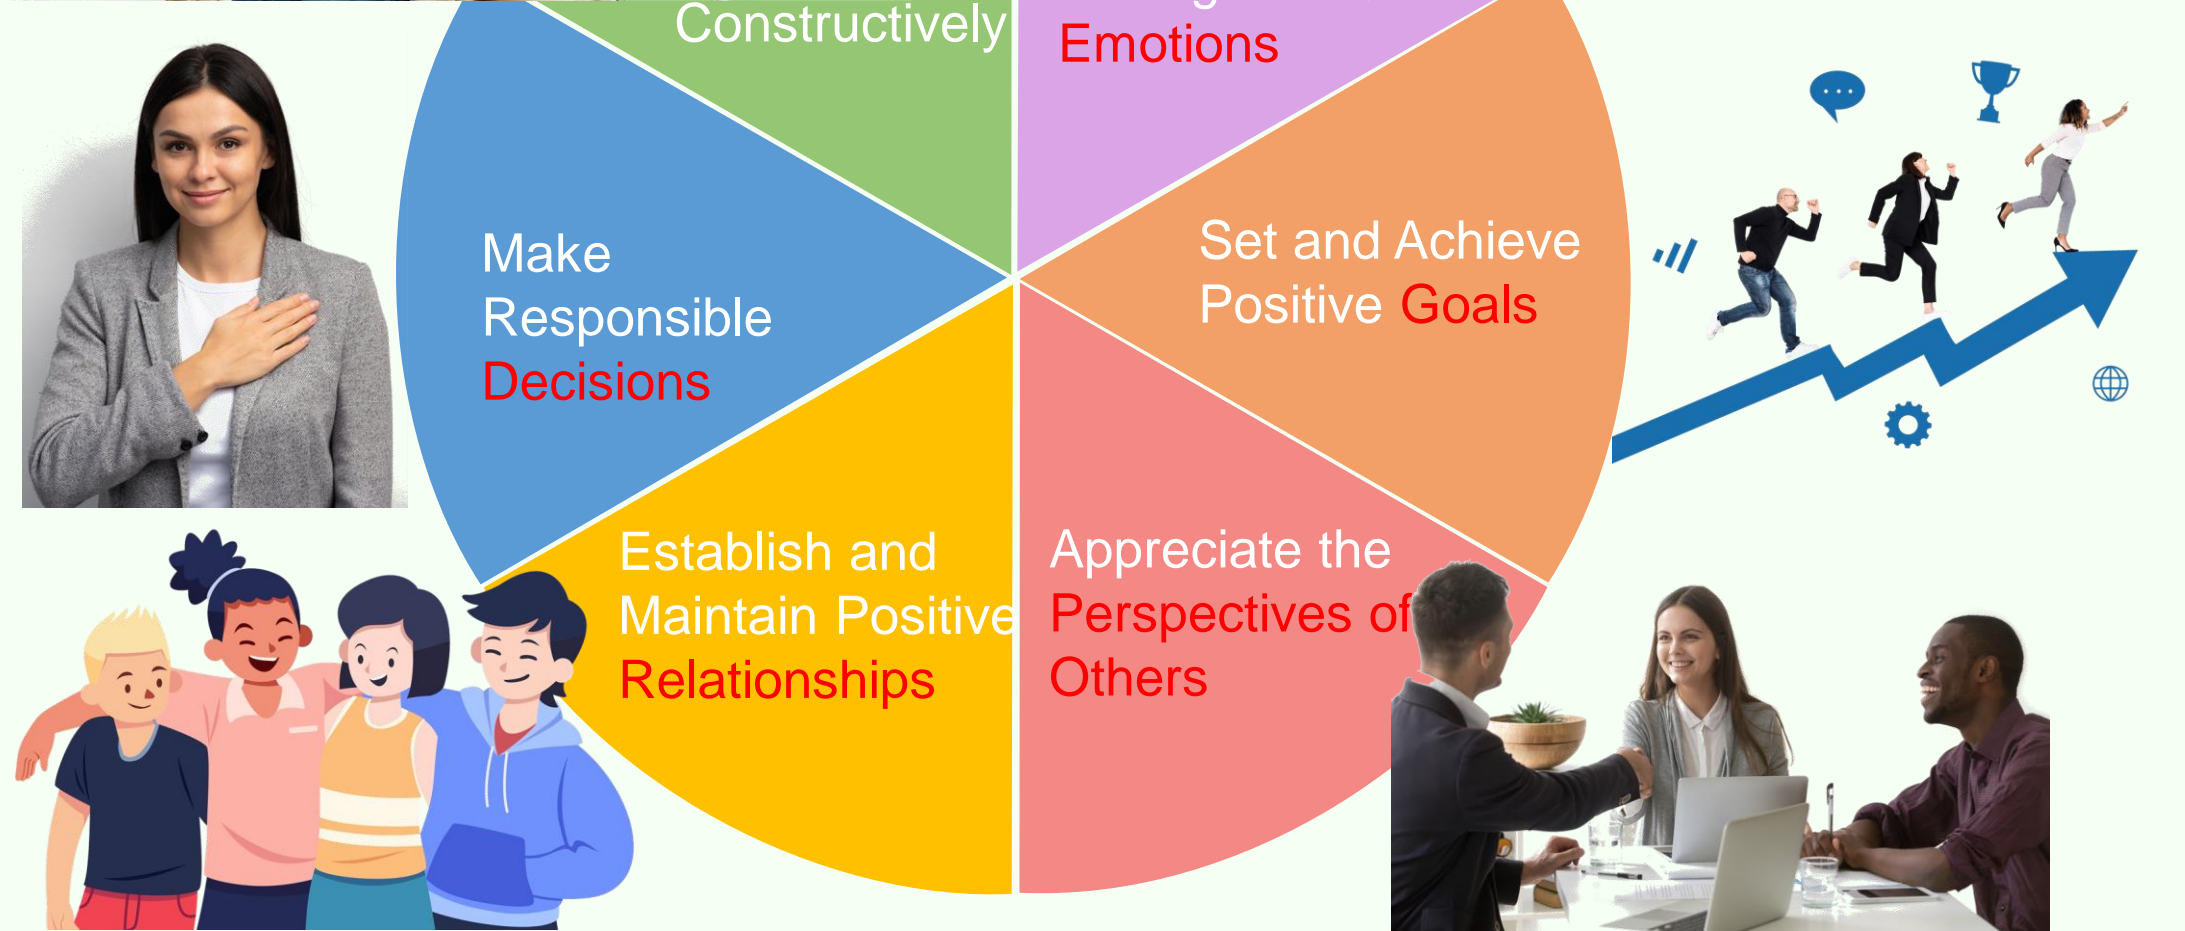 Constructively
Emotions
Set and Achieve
Positive Goals
Make
Responsible
Decisions
Appreciate the
Perspectives of
Others
Establish and
Maintain Positive
Relationships